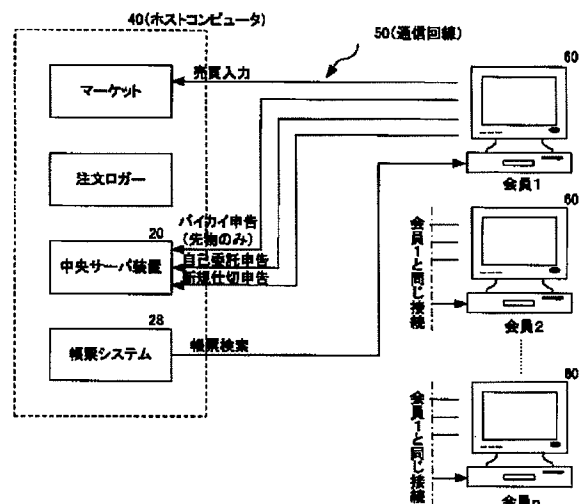 40(ホストコンピュータ)
50(通信回線)
マーケット
売買入力
60
会員1
注文ロガー
バイカイ申告
(先物のみ)
20
中央サーバ装置
自己委託申告
新規仕切申告
28
帳票システム
帳票検索
60
会員1と同じ接続
会員2
60
会員1と同じ接続
会員n